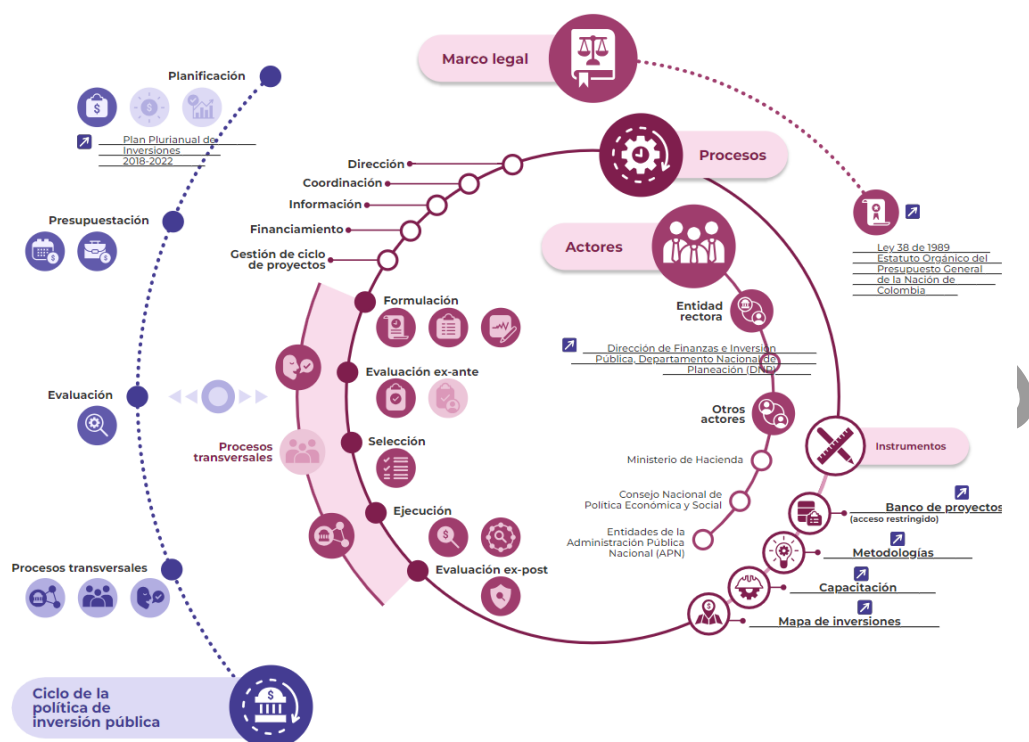 Marco legal
Planificación
Plan Plurianual de
Inversiones
2018-2022
Procesos
Dirección
Coordinación
Información
Financiamiento
Gestión de ciclo
de proyectos
Presupuestación
Actores
Ley 38 de 1989
Estatuto Orgánico del
Presupuesto General
de la Nación de
Colombia
Formulación
Entidad
rectora
Dirección de Finanzas e Inversión
Pública, Departamento Nacional de
Planeación (DNP)
Evaluación
Evaluación ex-ante
Otros
actores
Procesos
transversales
Selección
Instrumentos
Ministerio de Hacienda
Consejo Nacional de
Política Económica y Social
Banco de proyectos
(acceso restringido)
Ejecución
Entidades de la
Administración Pública
Nacional (APN)
Metodologías
Procesos transversales
Evaluación ex-post
Capacitación
Mapa de inversiones
Ciclo de la
política de
inversión pública